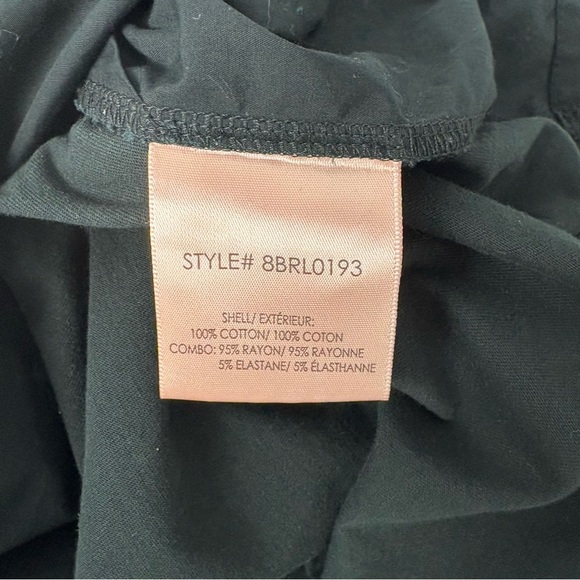 STYLE# 8BRL0193
SHELL/ EXTÉRIEUR:
100% COTTON/ 100% COTON
COMBO: 95% RAYON/ 95% RAYONNE
5% ELASTANE/ 5% ÉLASTHANNE